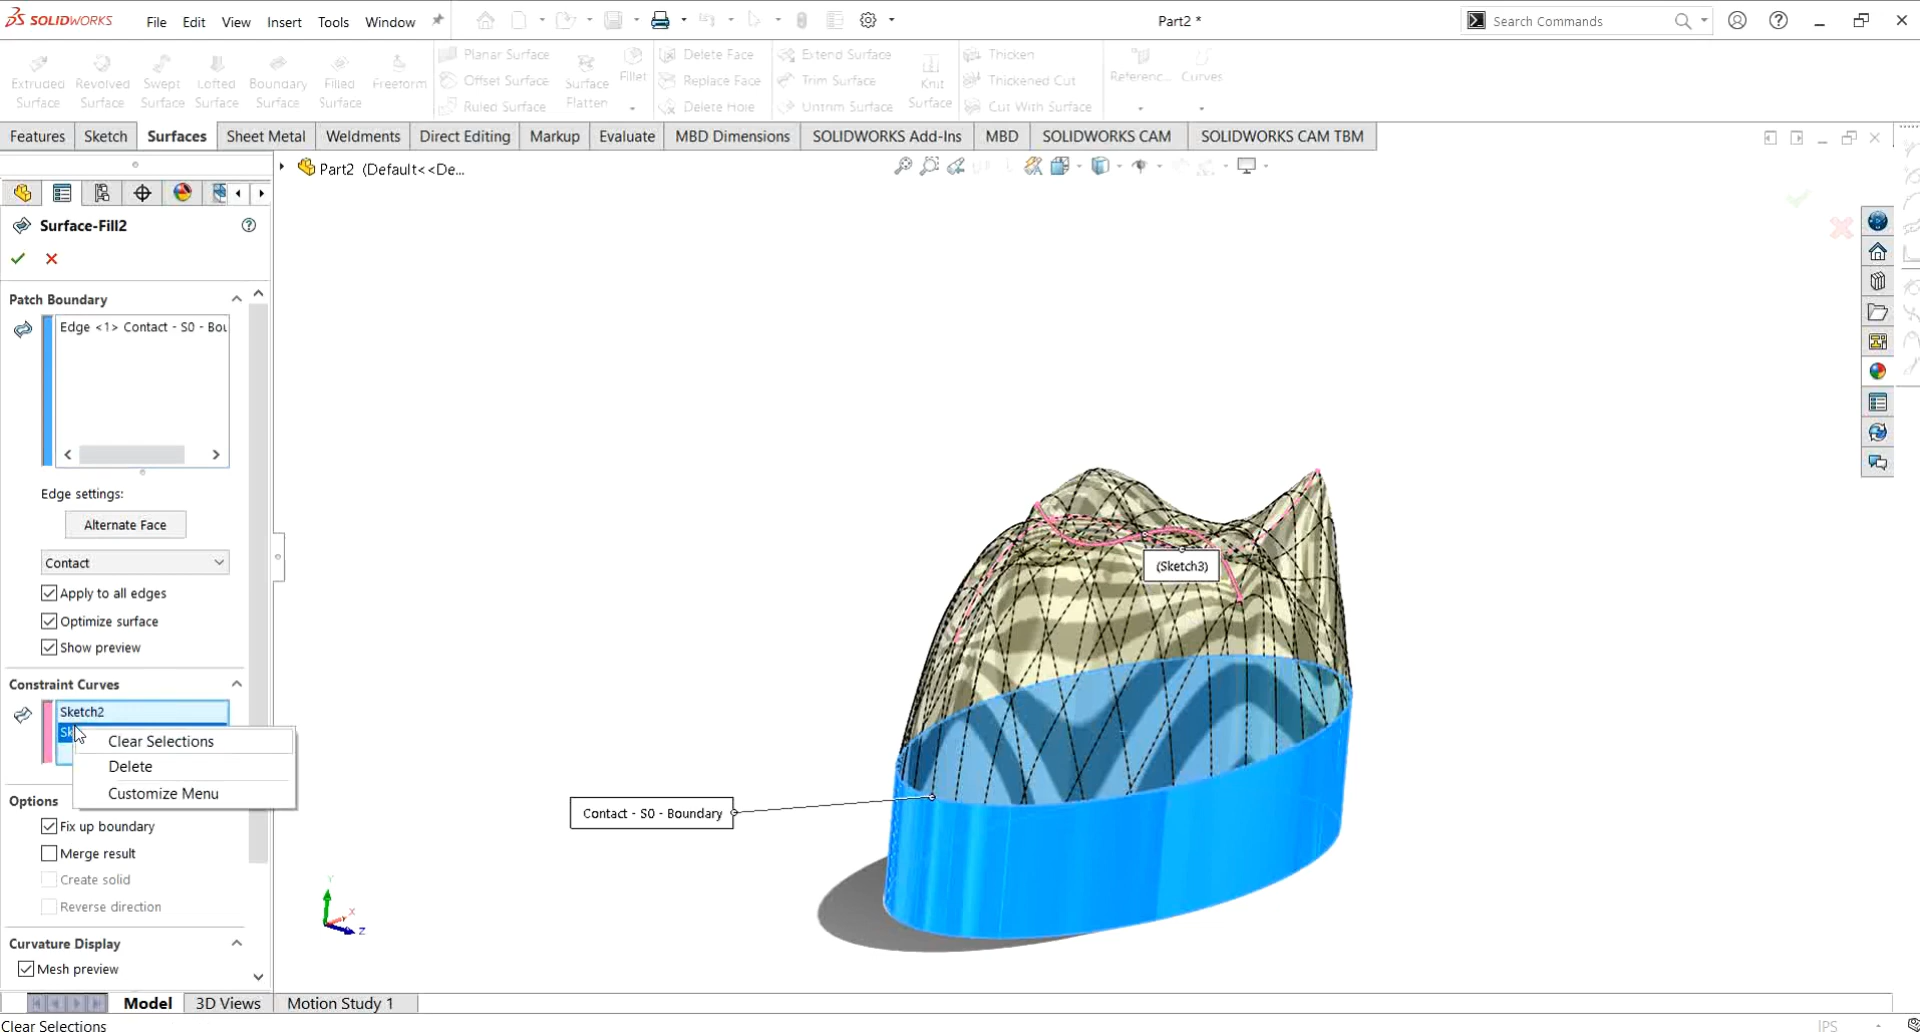 SOLIDWORKS
File Edit View Insert Tools Window
Part2 *
Search Commands
Extruded Surface
Revolved Surface
Swept Surface
Lofted Surface
Boundary Surface
Filled Surface
Freeform
Planar Surface
Offset Surface
Ruled Surface
Surface Flatten
Fillet
Delete Face
Replace Face
Delete Hole
Extend Surface
Trim Surface
Untrim Surface
Knit Surface
Thicken
Thickened Cut
Cut With Surface
Referenc...
Curves
Features Sketch Surfaces Sheet Metal Weldments Direct Editing Markup Evaluate MBD Dimensions SOLIDWORKS Add-Ins MBD SOLIDWORKS CAM SOLIDWORKS CAM TBM
Part2 (Default<<De...
Surface-Fill2
Patch Boundary
Edge <1> Contact - S0 - Bou
Edge settings:
Alternate Face
Contact
Apply to all edges
Optimize surface
Show preview
Constraint Curves
Sketch2
Sk
Clear Selections
Delete
Customize Menu
Options
Fix up boundary
Merge result
Create solid
Reverse direction
Curvature Display
Mesh preview
(Sketch3)
Contact - S0 - Boundary
Y
X
Z
Model 3D Views Motion Study 1
Clear Selections
IPS